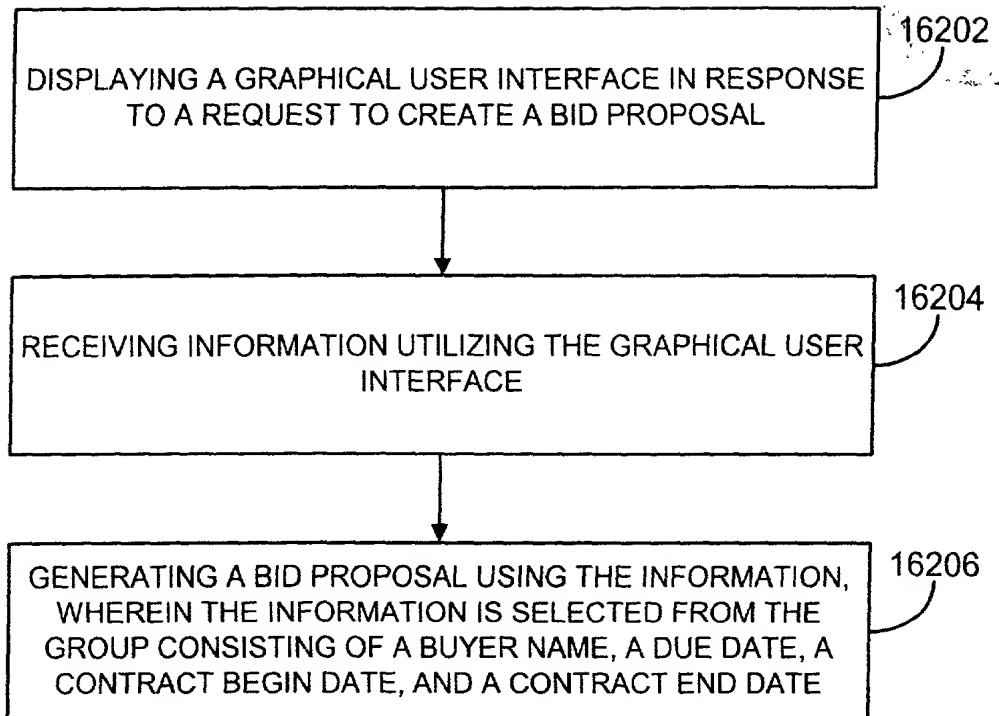 16202
DISPLAYING A GRAPHICAL USER INTERFACE IN RESPONSE
TO A REQUEST TO CREATE A BID PROPOSAL
16204
RECEIVING INFORMATION UTILIZING THE GRAPHICAL USER
INTERFACE
16206
GENERATING A BID PROPOSAL USING THE INFORMATION,
WHEREIN THE INFORMATION IS SELECTED FROM THE
GROUP CONSISTING OF A BUYER NAME, A DUE DATE, A
CONTRACT BEGIN DATE, AND A CONTRACT END DATE